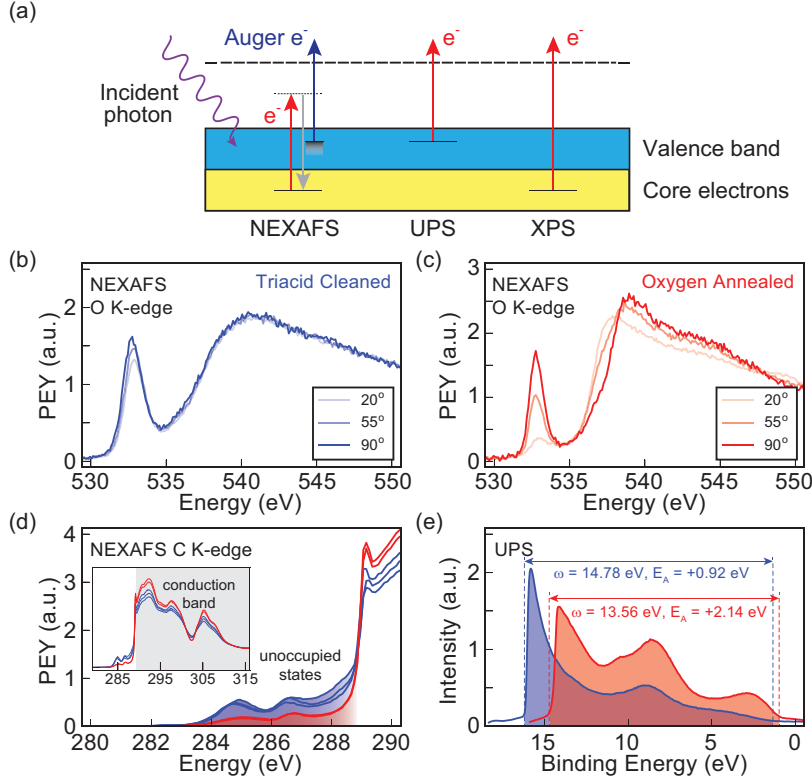 (a)
Auger e-
e-
e-
Incident
photon
e-
Valence band
Core electrons
NEXAFS
UPS
XPS
(b)
NEXAFS
O K-edge
Triacid Cleaned
PEY (a.u.)
2
1
0
20°
55°
90°
530
535
540
545
550
Energy (eV)
(c)
NEXAFS
O K-edge
Oxygen Annealed
PEY (a.u.)
3
2
1
0
20°
55°
90°
530
535
540
545
550
Energy (eV)
(d)
NEXAFS C K-edge
PEY (a.u.)
4
3
2
1
0
conduction
band
285
295
305
315
unoccupied
states
280
282
284
286
288
290
Energy (eV)
(e)
UPS
Intensity (a.u.)
2
1
0
ω = 14.78 eV, EA = +0.92 eV
ω = 13.56 eV, EA = +2.14 eV
15
10
5
0
Binding Energy (eV)